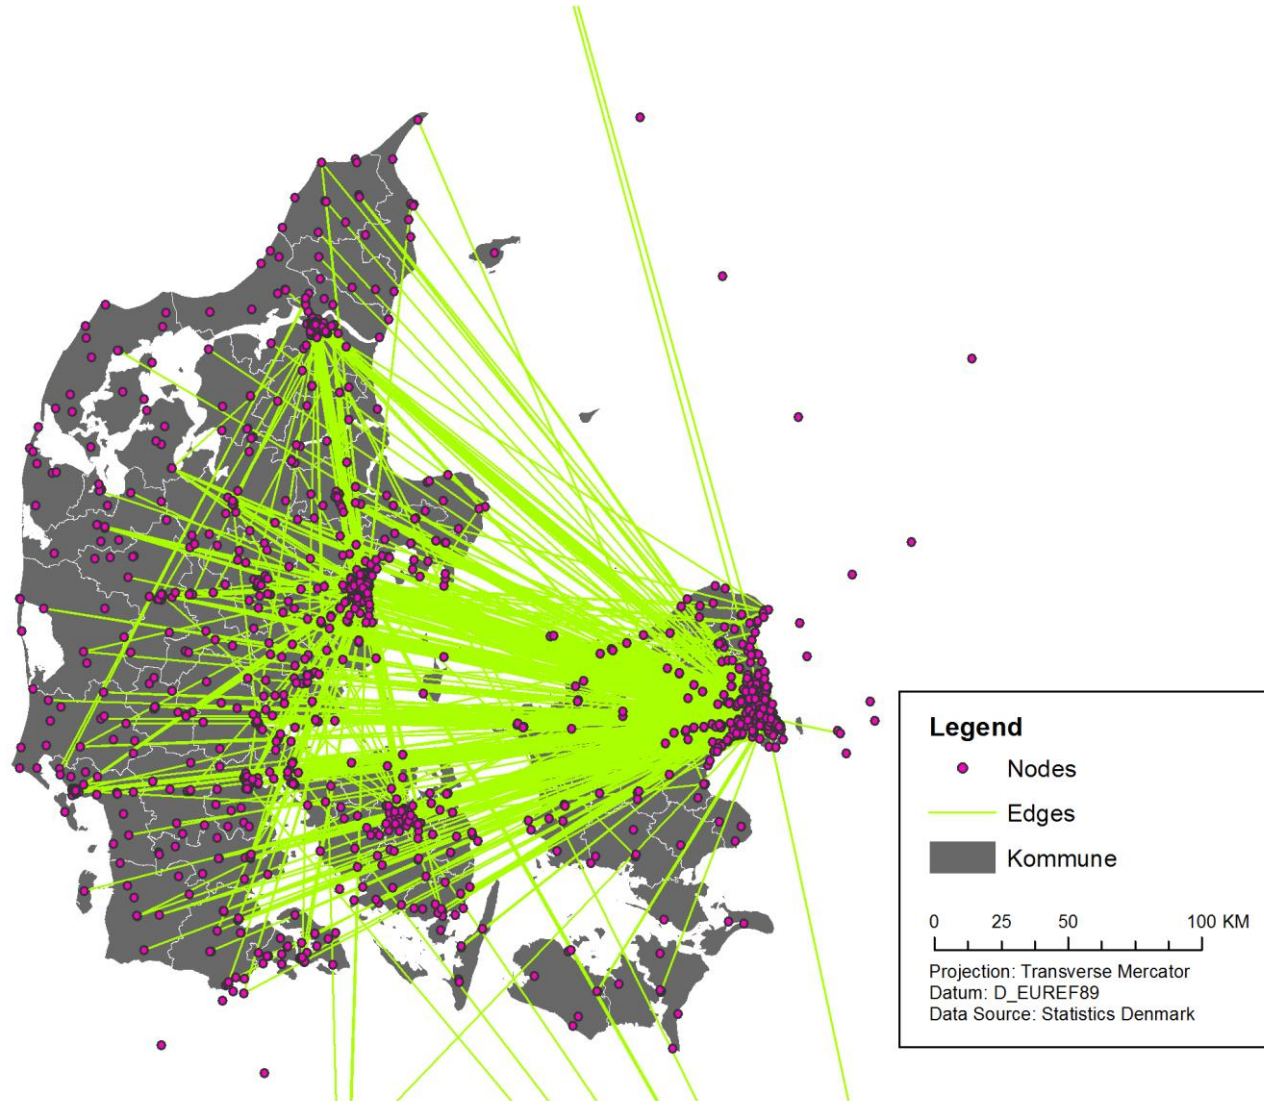 Legend
Nodes
Edges
Kommune
0 25 50 100 KM
Projection: Transverse Mercator
Datum: D_EUREF89
Data Source: Statistics Denmark